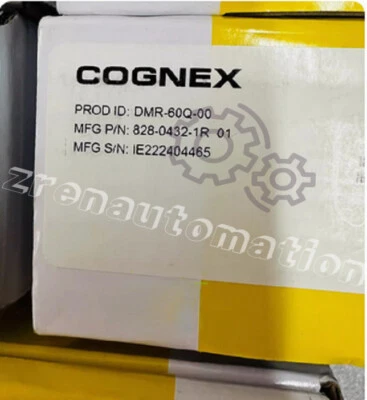 COGNEX
PROD ID: DMR-60Q-00
MFG P/N: 828-0432-1R 01
MFG S/N: IE222404465
zrenautomation